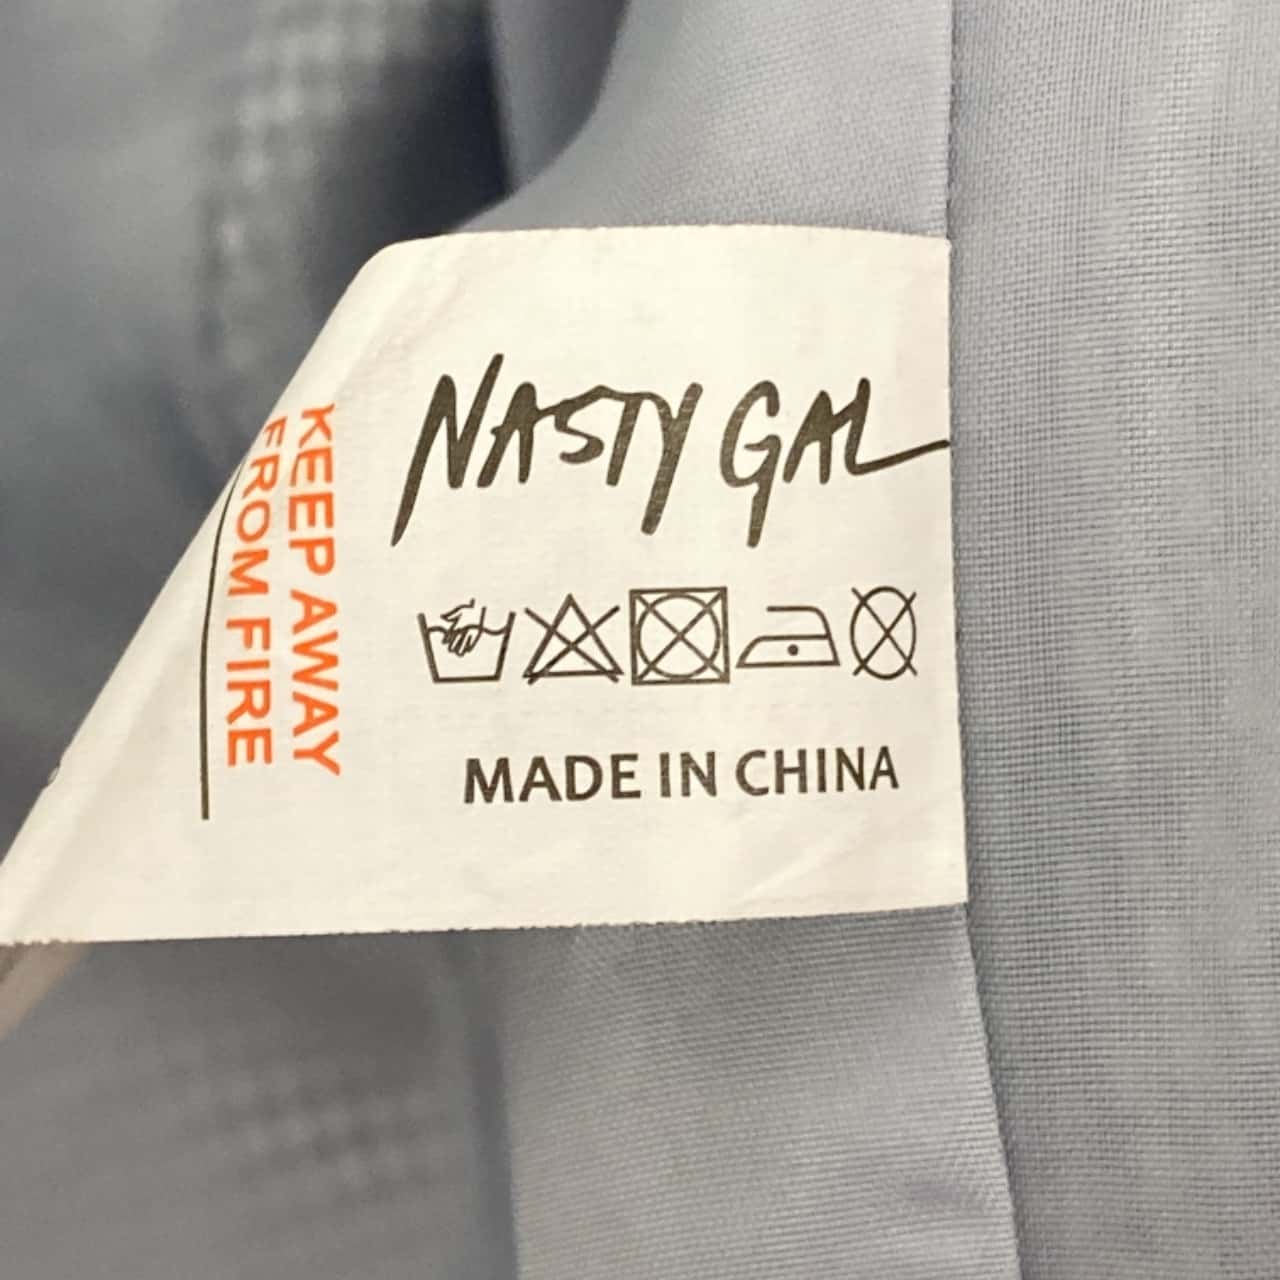 NASTY GAL
MADE IN CHINA
KEEP AWAY
FROM FIRE